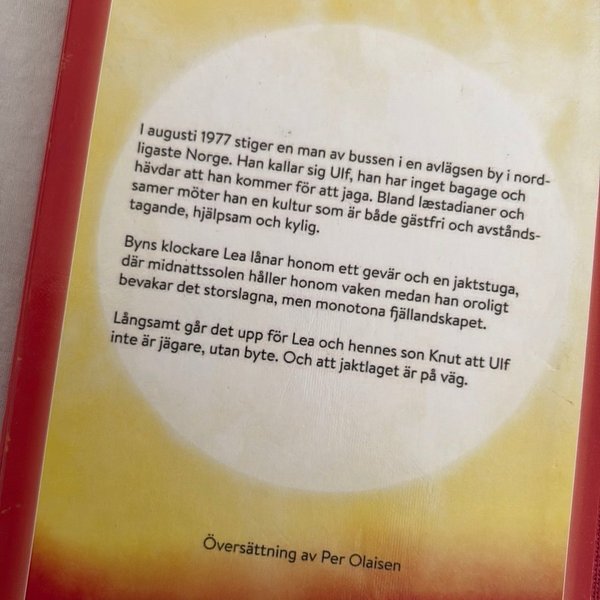 I augusti 1977 stiger en man av bussen i en avlägsen by i nord-
ligaste Norge. Han kallar sig Ulf, han har inget bagage och
hävdar att han kommer för att jaga. Bland læstadianer och
samer möter han en kultur som är både gästfri och avstånds-
tagande, hjälpsam och kylig.
Byns klockare Lea lånar honom ett gevär och en jaktstuga,
där midnattssolen håller honom vaken medan han oroligt
bevakar det storslagna, men monotona fjällandskapet.
Långsamt går det upp för Lea och hennes son Knut att Ulf
inte är jägare, utan byte. Och att jaktlaget är på väg.
Översättning av Per Olaisen